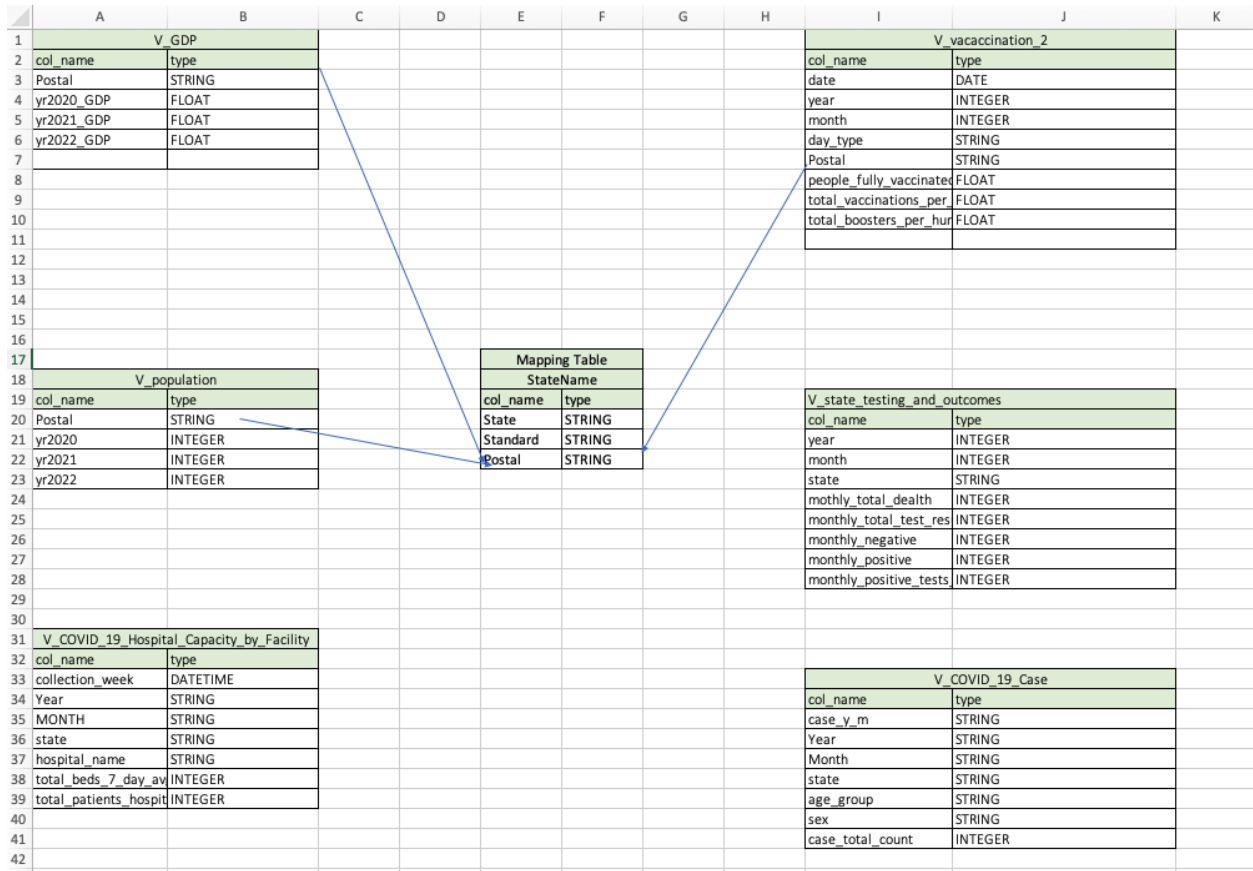 A B C D E F G H I J K
1 V_GDP V_vacaccination_2
2 col_name type col_name type
3 Postal STRING date DATE
4 yr2020_GDP FLOAT year INTEGER
5 yr2021_GDP FLOAT month INTEGER
6 yr2022_GDP FLOAT day_type STRING
7 Postal STRING
8 people_fully_vaccinated FLOAT
9 total_vaccinations_per_ FLOAT
10 total_boosters_per_hur FLOAT
11
12
13
14
15
16
17 Mapping Table
18 V_population StateName
19 col_name type col_name type V_state_testing_and_outcomes
20 Postal STRING State STRING col_name type
21 yr2020 INTEGER Standard STRING year INTEGER
22 yr2021 INTEGER Postal STRING month INTEGER
23 yr2022 INTEGER state STRING
24 mothly_total_dealth INTEGER
25 monthly_total_test_res INTEGER
26 monthly_negative INTEGER
27 monthly_positive INTEGER
28 monthly_positive_tests_ INTEGER
29
30
31 V_COVID_19_Hospital_Capacity_by_Facility
32 col_name type
33 collection_week DATETIME V_COVID_19_Case
34 Year STRING col_name type
35 MONTH STRING case_y_m STRING
36 state STRING Year STRING
37 hospital_name STRING Month STRING
38 total_beds_7_day_av INTEGER state STRING
39 total_patients_hospit INTEGER age_group STRING
40 sex STRING
41 case_total_count INTEGER
42